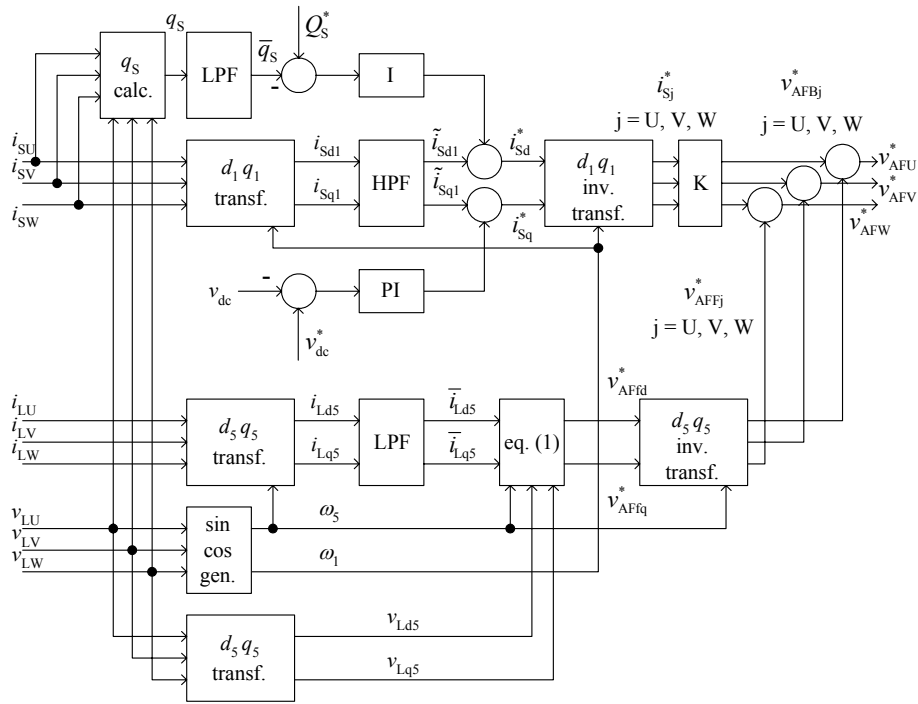 q_S
q̄_S
Q_S^*
q_S
calc.
LPF
-
I
i_SU
i_SV
i_SW
d_1 q_1
transf.
i_Sd1
i_Sq1
HPF
ĩ_Sd1
ĩ_Sq1
i_Sd^*
i_Sq^*
d_1 q_1
inv.
transf.
i_Sj^*
j = U, V, W
K
v_AFBj^*
j = U, V, W
v_AFU^*
v_AFV^*
v_AFW^*
v_dc
-
v_dc^*
PI
v_AFFj^*
j = U, V, W
i_LU
i_LV
i_LW
d_5 q_5
transf.
i_Ld5
i_Lq5
LPF
ī_Ld5
ī_Lq5
eq. (1)
v_AFfd^*
v_AFfq^*
d_5 q_5
inv.
transf.
v_LU
v_LV
v_LW
sin
cos
gen.
ω_5
ω_1
d_5 q_5
transf.
v_Ld5
v_Lq5